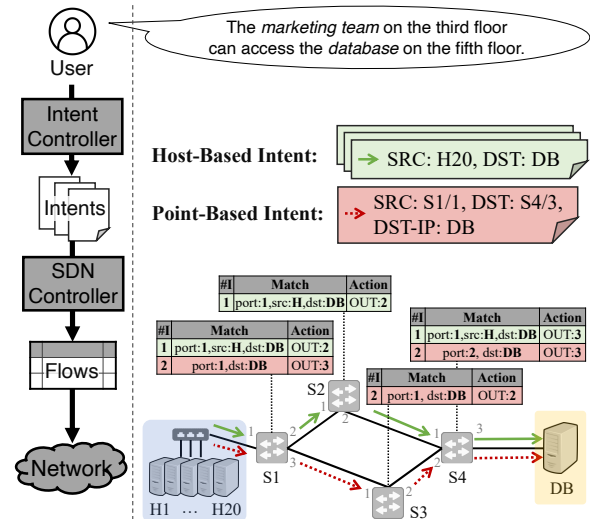 The marketing team on the third floor
can access the database on the fifth floor.
User
Intent
Controller
Intents
SDN
Controller
Flows
Network
Host-Based Intent:
SRC: H20, DST: DB
Point-Based Intent:
SRC: S1/1, DST: S4/3,
DST-IP: DB
#I Match Action
1 port:1,src:H,dst:DB OUT:2
#I Match Action
1 port:1,src:H,dst:DB OUT:2
2 port:1,dst:DB OUT:3
#I Match Action
1 port:1,src:H,dst:DB OUT:3
2 port:2, dst:DB OUT:3
#I Match Action
2 port:1, dst:DB OUT:2
S2
1
2
1
2
3
S1
1
2
3
S4
1
2
S3
H1 ... H20
DB